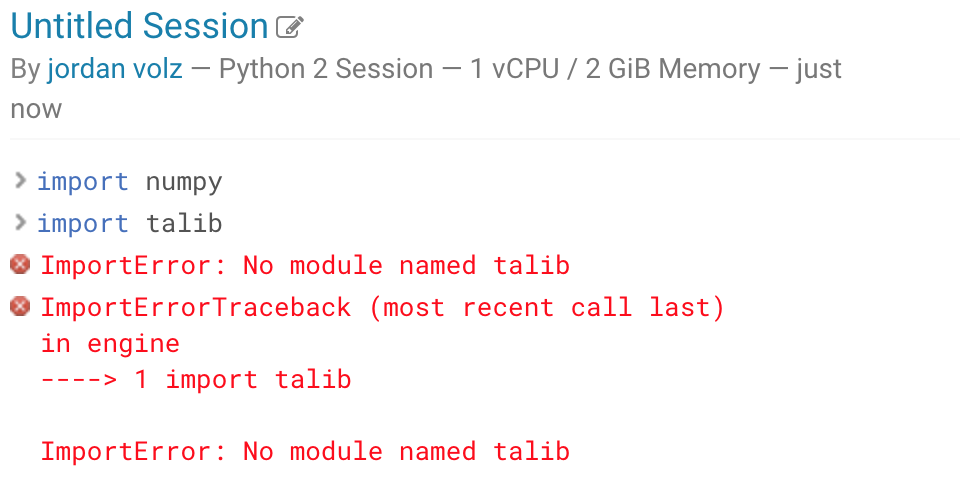 Untitled Session
By jordan volz — Python 2 Session — 1 vCPU / 2 GiB Memory — just
now
import numpy
import talib
ImportError: No module named talib
ImportErrorTraceback (most recent call last)
in engine
----> 1 import talib
ImportError: No module named talib